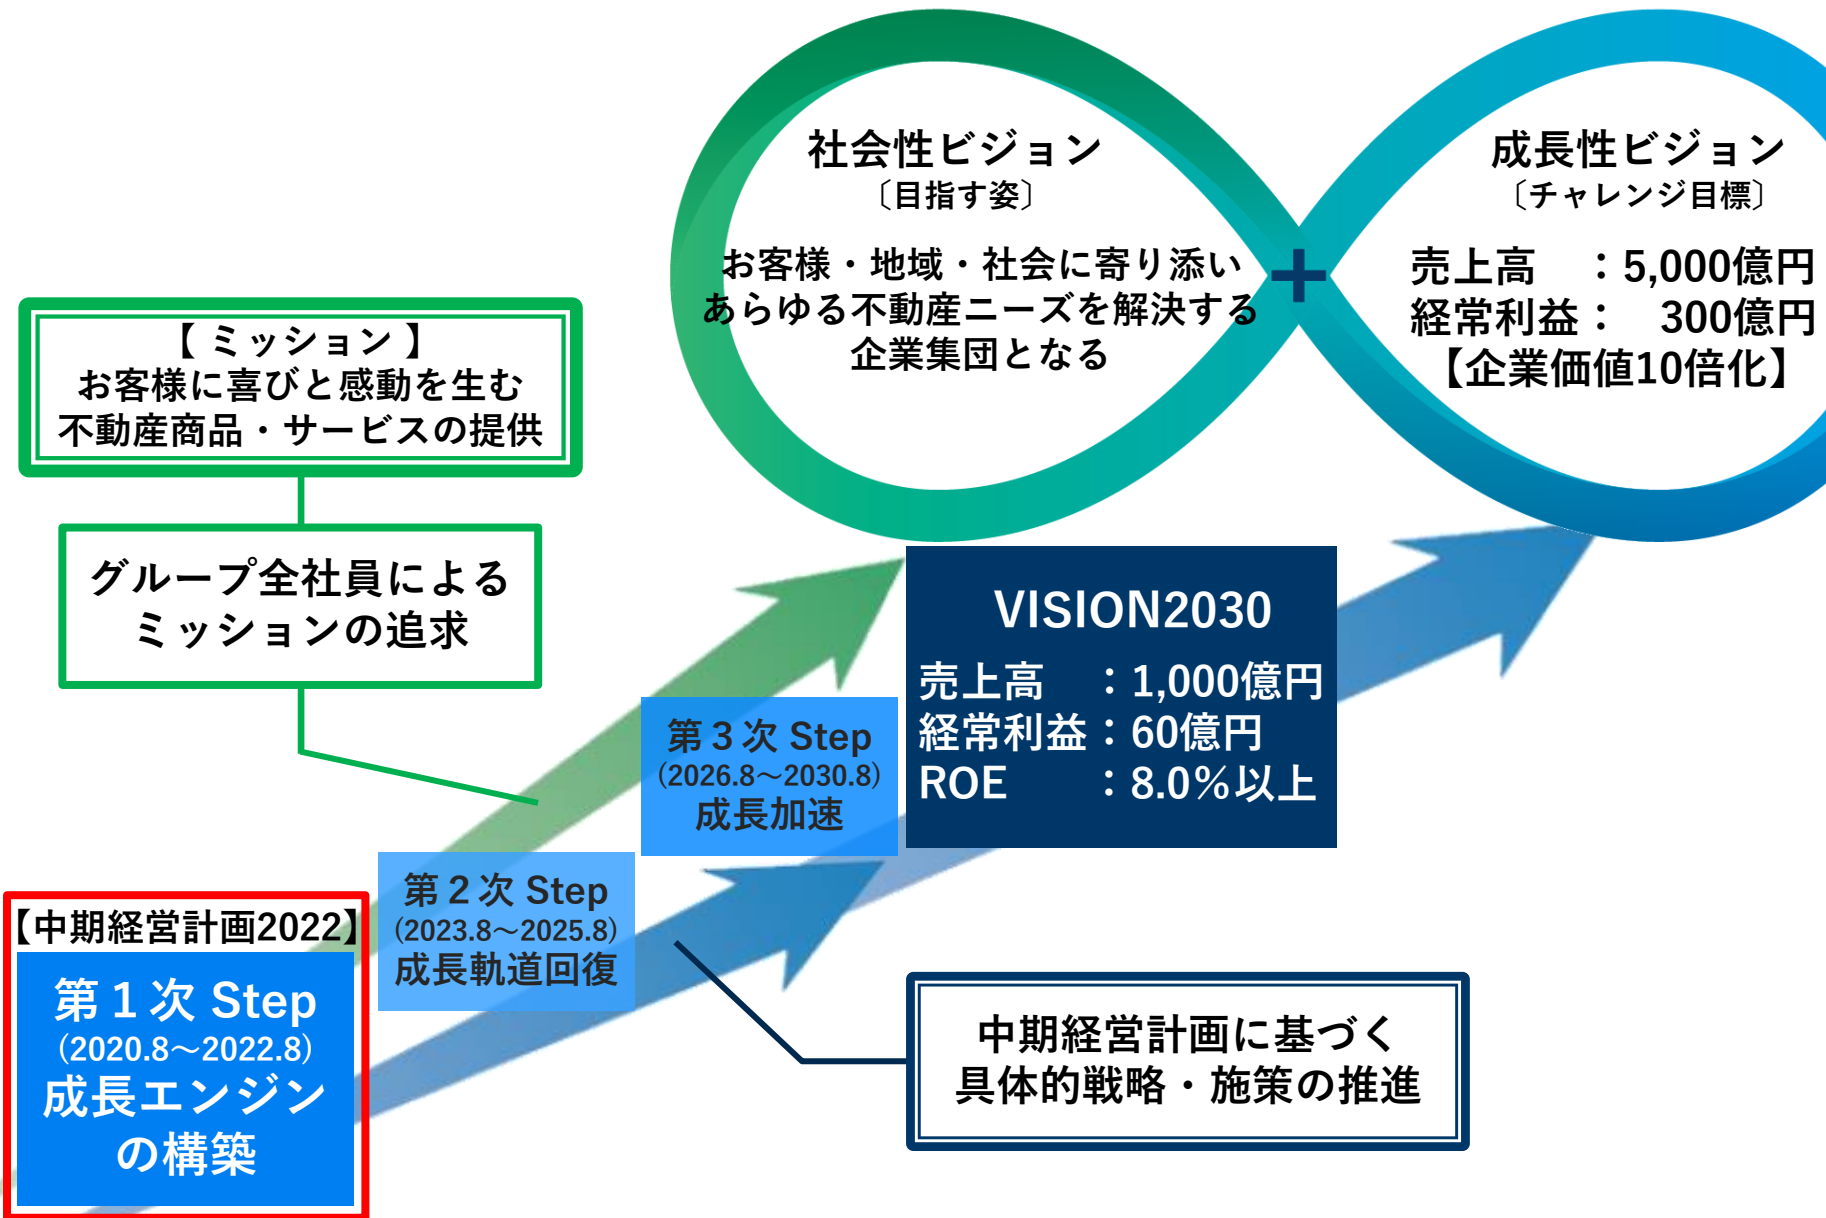 社会性ビジョン
〔目指す姿〕
お客様・地域・社会に寄り添い
あらゆる不動産ニーズを解決する
企業集団となる
+
成長性ビジョン
〔チャレンジ目標〕
売上高　：5,000億円
経常利益：　300億円
【企業価値10倍化】
【 ミッション 】
お客様に喜びと感動を生む
不動産商品・サービスの提供
グループ全社員による
ミッションの追求
VISION2030
売上高　：1,000億円
経常利益：60億円
ROE　　：8.0％以上
第３次 Step
(2026.8～2030.8)
成長加速
第２次 Step
(2023.8～2025.8)
成長軌道回復
【中期経営計画2022】
第１次 Step
(2020.8～2022.8)
成長エンジン
の構築
中期経営計画に基づく
具体的戦略・施策の推進